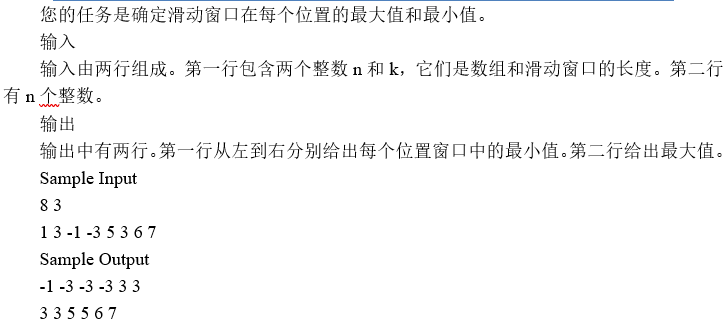 您的任务是确定滑动窗口在每个位置的最大值和最小值。
输入
输入由两行组成。第一行包含两个整数 n 和 k，它们是数组和滑动窗口的长度。第二行
有 n 个整数。
输出
输出中有两行。第一行从左到右分别给出每个位置窗口中的最小值。第二行给出最大值。
Sample Input
8 3
1 3 -1 -3 5 3 6 7
Sample Output
-1 -3 -3 -3 3 3
3 3 5 5 6 7